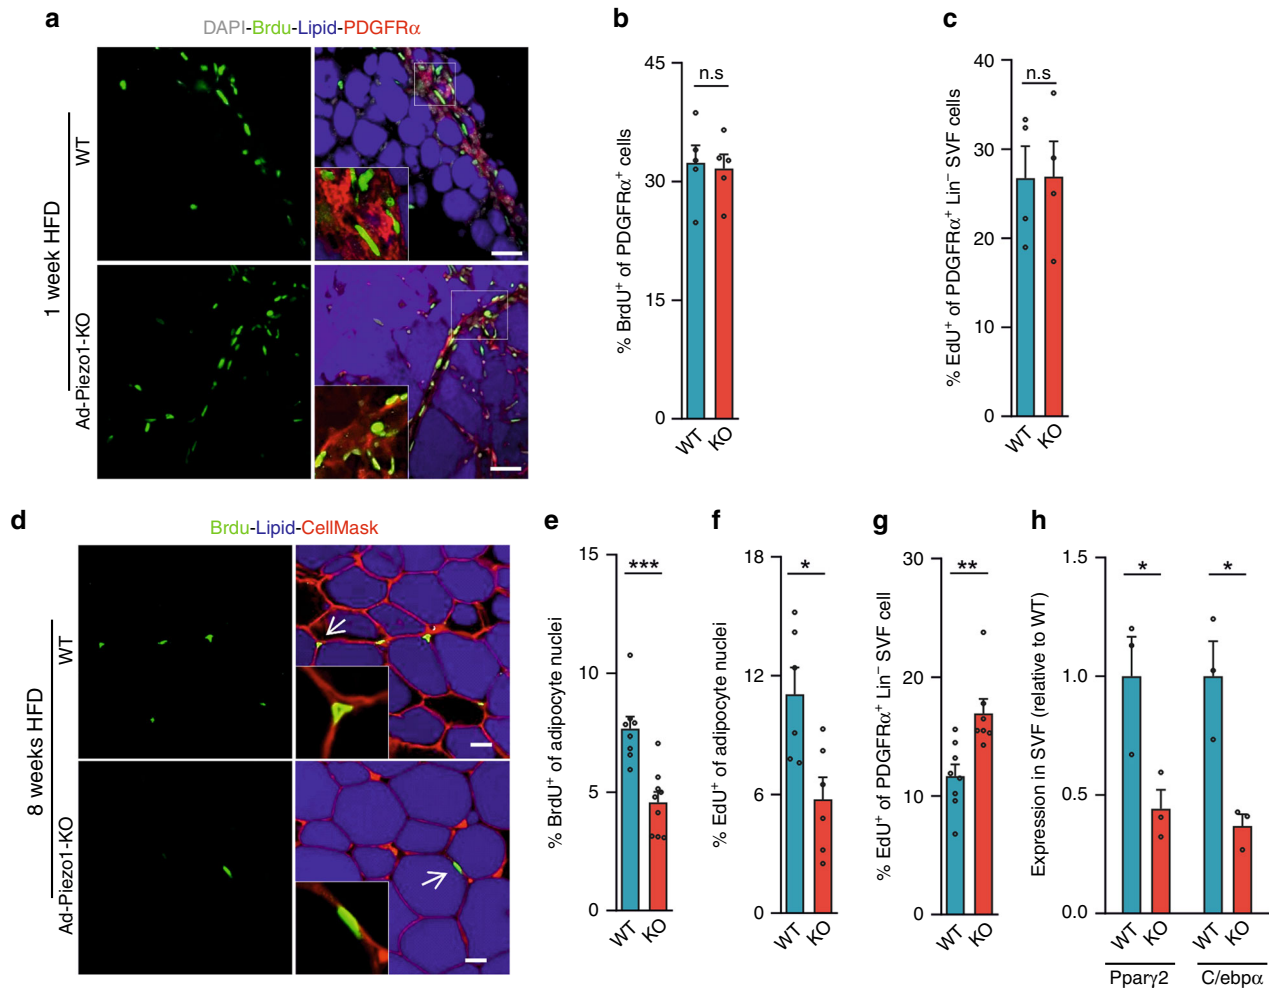 a
DAPI-Brdu-Lipid-PDGFRα
1 week HFD
WT
Ad-Piezo1-KO
b
% BrdU⁺ of PDGFRα⁺ cells
45
30
15
0
n.s
WT KO
c
% EdU⁺ of PDGFRα⁺ Lin⁻ SVF cells
40
30
20
10
0
n.s
WT KO
d
Brdu-Lipid-CellMask
8 weeks HFD
WT
Ad-Piezo1-KO
e
% BrdU⁺ of adipocyte nuclei
15
10
5
0
***
WT KO
f
% EdU⁺ of adipocyte nuclei
18
12
6
0
*
WT KO
g
% EdU⁺ of PDGFRα⁺ Lin⁻ SVF cell
30
20
10
0
**
WT KO
h
Expression in SVF (relative to WT)
1.5
1.0
0.5
0.0
* *
WT KO WT KO
Pparγ2 C/ebpα